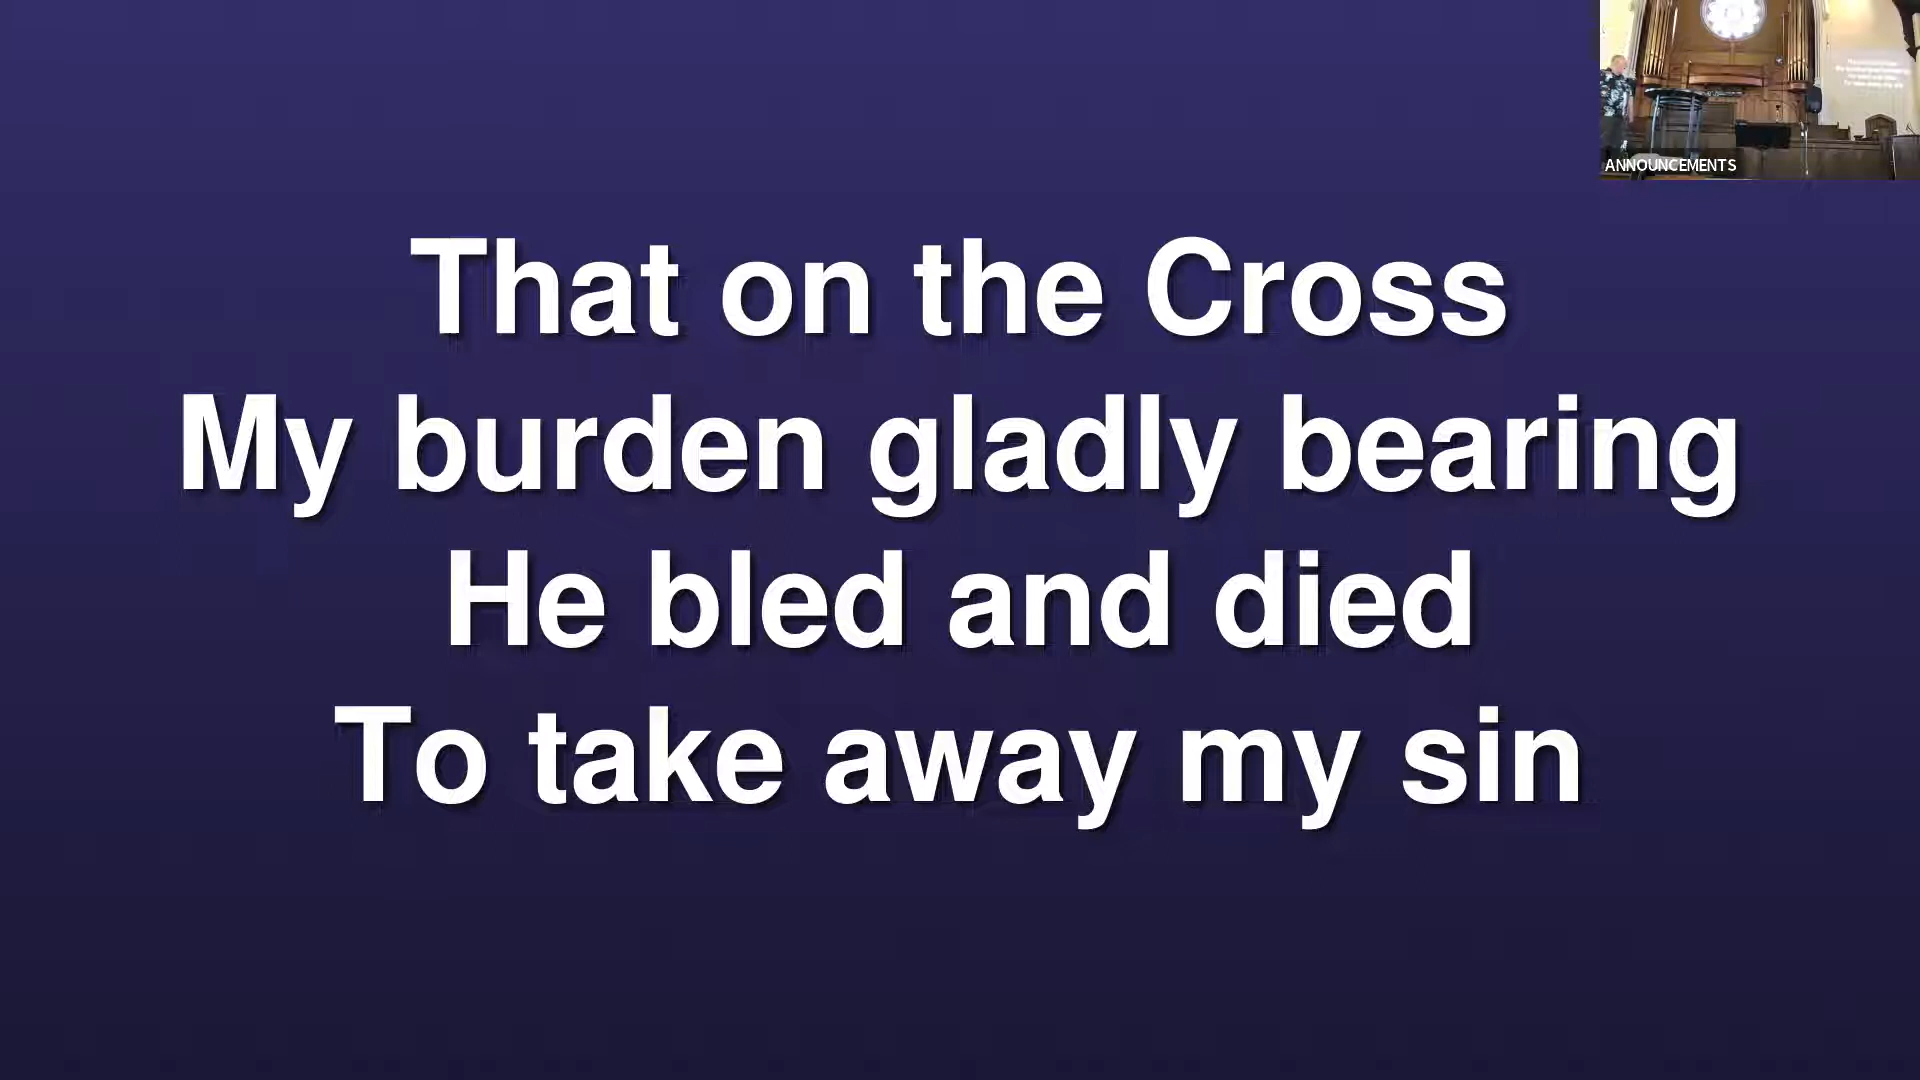 ANNOUNCEMENTS
That on the Cross
My burden gladly bearing
He bled and died
To take away my sin